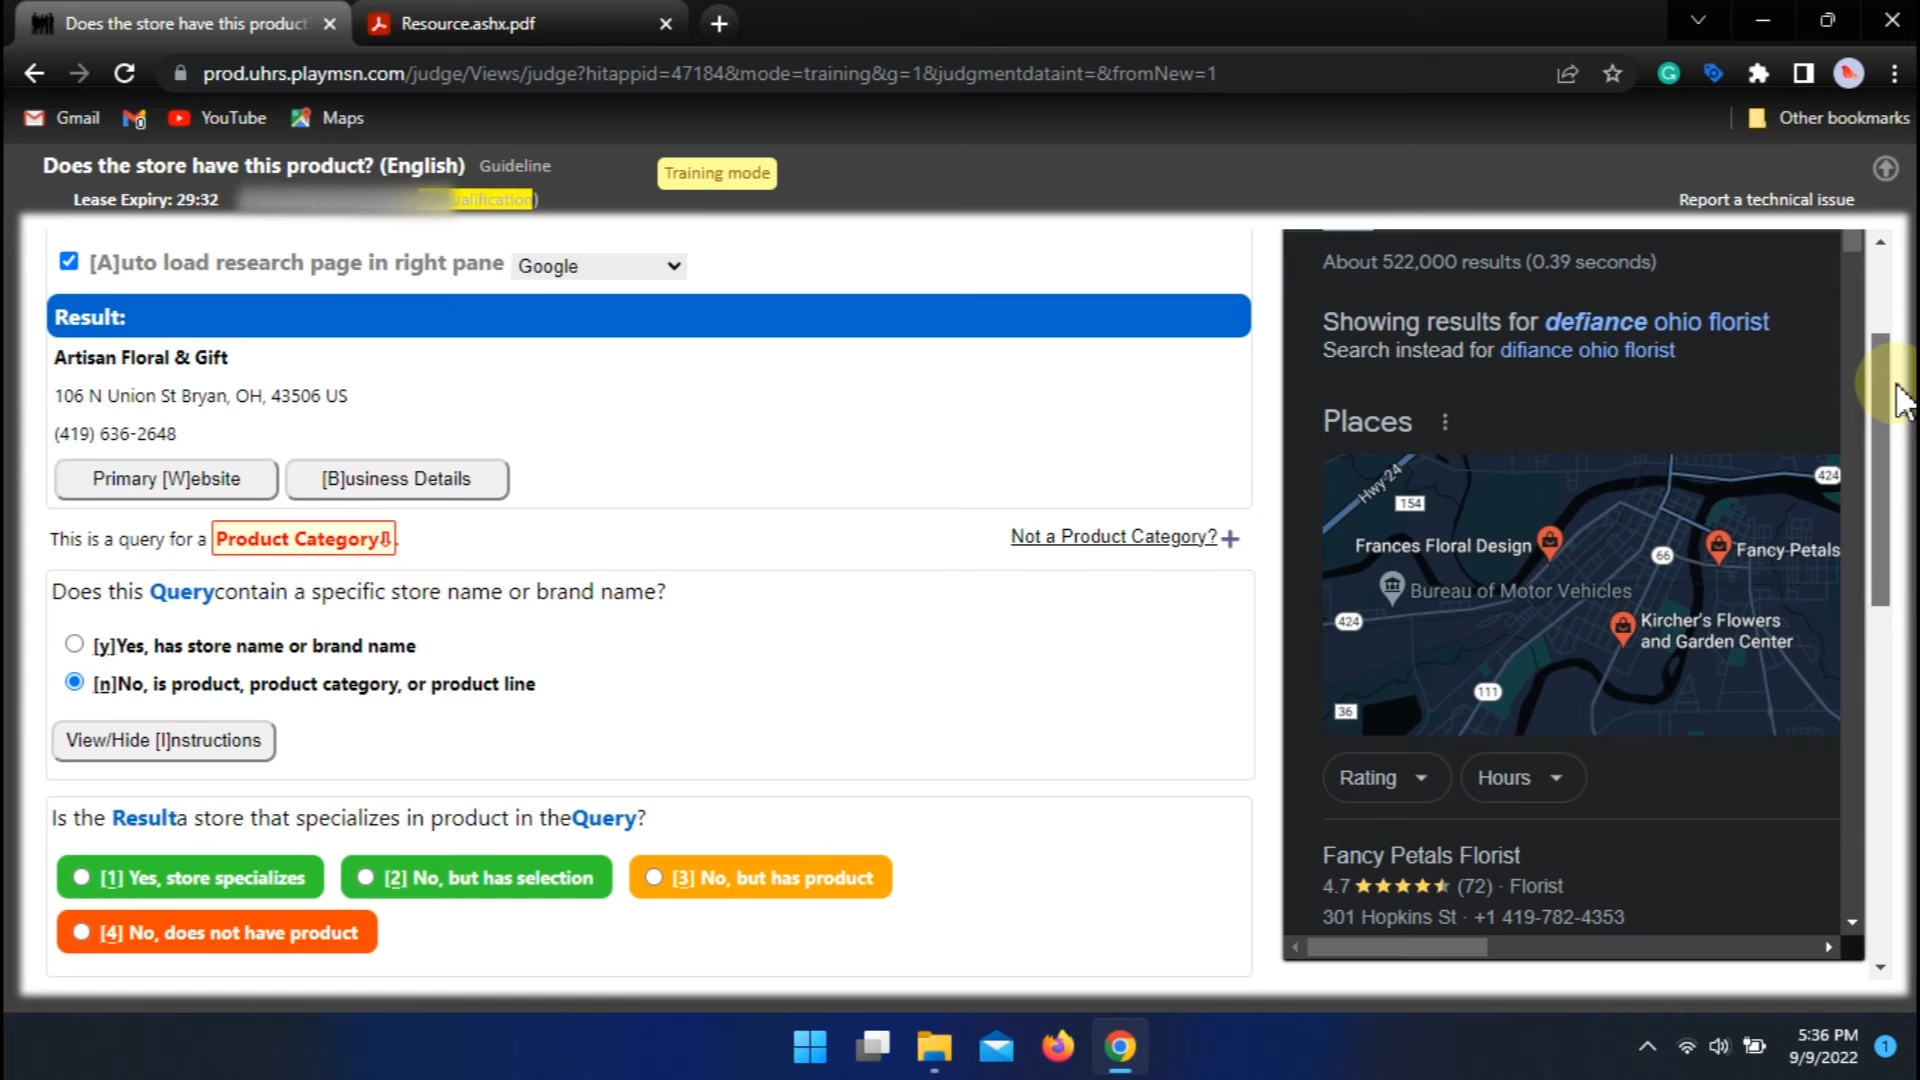 Does the store have this product
Resource.ashx.pdf
prod.uhrs.playmsn.com/judge/Views/judge?hitappid=47184&mode=training&g=1&judgmentdataint=&fromNew=1
Gmail
YouTube
Maps
Other bookmarks
Does the store have this product? (English)
Guideline
Training mode
Lease Expiry: 29:32
ualification)
Report a technical issue
[A]uto load research page in right pane
Google
Result:
Artisan Floral & Gift
106 N Union St Bryan, OH, 43506 US
(419) 636-2648
Primary [W]ebsite
[B]usiness Details
This is a query for a Product Category⇩.
Not a Product Category? +
Does this Querycontain a specific store name or brand name?
[y]Yes, has store name or brand name
[n]No, is product, product category, or product line
View/Hide [I]nstructions
Is the Resulta store that specializes in product in theQuery?
[1] Yes, store specializes
[2] No, but has selection
[3] No, but has product
[4] No, does not have product
About 522,000 results (0.39 seconds)
Showing results for defiance ohio florist
Search instead for difiance ohio florist
Places
Hwy-24
424
154
Frances Floral Design
66
Fancy Petals
Bureau of Motor Vehicles
424
Kircher's Flowers
and Garden Center
111
36
Rating
Hours
Fancy Petals Florist
4.7 ★★★★★ (72) · Florist
301 Hopkins St · +1 419-782-4353
5:36 PM
9/9/2022
1